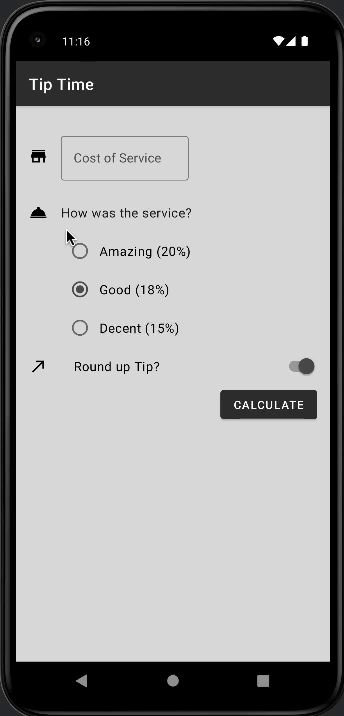 11:16
Tip Time
Cost of Service
How was the service?
Amazing (20%)
Good (18%)
Decent (15%)
Round up Tip?
CALCULATE